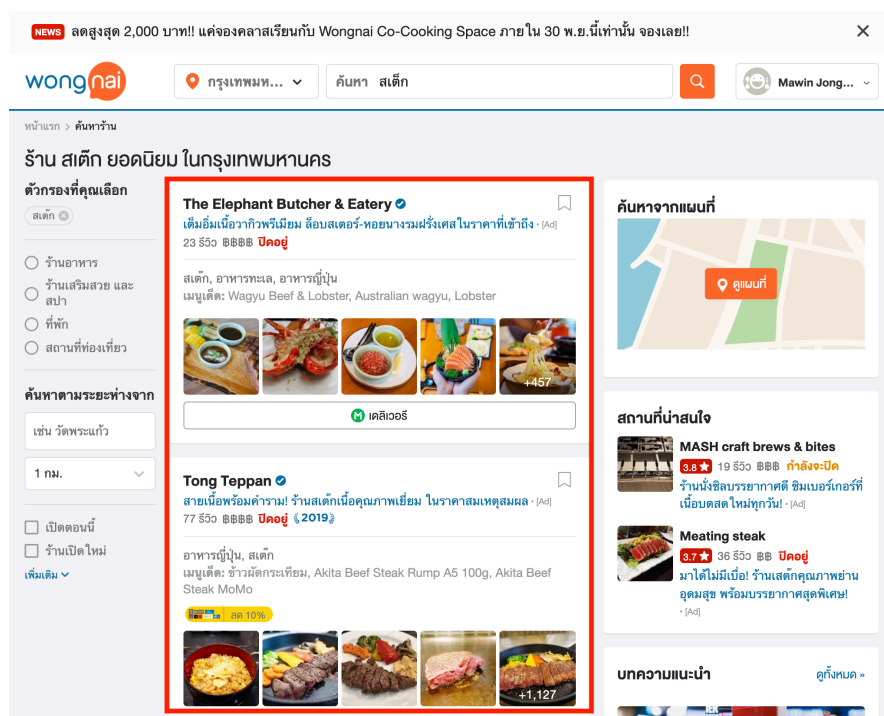 NEWS ลดสูงสุด 2,000 บาท!! แค่จองคลาสเรียนกับ Wongnai Co-Cooking Space ภายใน 30 พ.ย.นี้เท่านั้น จองเลย!!
wongnai
กรุงเทพมห...
ค้นหา สเต็ก
Mawin Jong...
หน้าแรก > ค้นหาร้าน
ร้าน สเต๊ก ยอดนิยม ในกรุงเทพมหานคร
ตัวกรองที่คุณเลือก
สเต๊ก
ร้านอาหาร
ร้านเสริมสวย และ
สปา
ที่พัก
สถานที่ท่องเที่ยว
ค้นหาตามระยะห่างจาก
เช่น วัดพระแก้ว
1 กม.
เปิดตอนนี้
ร้านเปิดใหม่
เพิ่มเติม
The Elephant Butcher & Eatery
เต็มอิ่มเนื้อวากิวพรีเมียม ล็อบสเตอร์-หอยนางรมฝรั่งเศสในราคาที่เข้าถึง · [Ad]
23 รีวิว ฿฿฿฿ ปิดอยู่
สเต๊ก, อาหารทะเล, อาหารญี่ปุ่น
เมนูเด็ด: Wagyu Beef & Lobster, Australian wagyu, Lobster
+457
เดลิเวอรี
Tong Teppan
สายเนื้อพร้อมคำราม! ร้านสเต๊กเนื้อคุณภาพเยี่ยม ในราคาสมเหตุสมผล · [Ad]
77 รีวิว ฿฿฿฿ ปิดอยู่ 2019
อาหารญี่ปุ่น, สเต๊ก
เมนูเด็ด: ข้าวผัดกระเทียม, Akita Beef Steak Rump A5 100g, Akita Beef
Steak MoMo
ลด 10%
+1,127
ค้นหาจากแผนที่
ดูแผนที่
สถานที่น่าสนใจ
MASH craft brews & bites
3.8 ★ 19 รีวิว ฿฿฿ กำลังจะปิด
ร้านนั่งชิลบรรยากาศดี ชิมเบอร์เกอร์ที่
เนื้อบดสดใหม่ทุกวัน! · [Ad]
Meating steak
3.7 ★ 36 รีวิว ฿฿ ปิดอยู่
มาได้ไม่มีเบื่อ! ร้านเสต๊กคุณภาพย่าน
อุดมสุข พร้อมบรรยากาศสุดพิเศษ!
· [Ad]
บทความแนะนำ
ดูทั้งหมด »